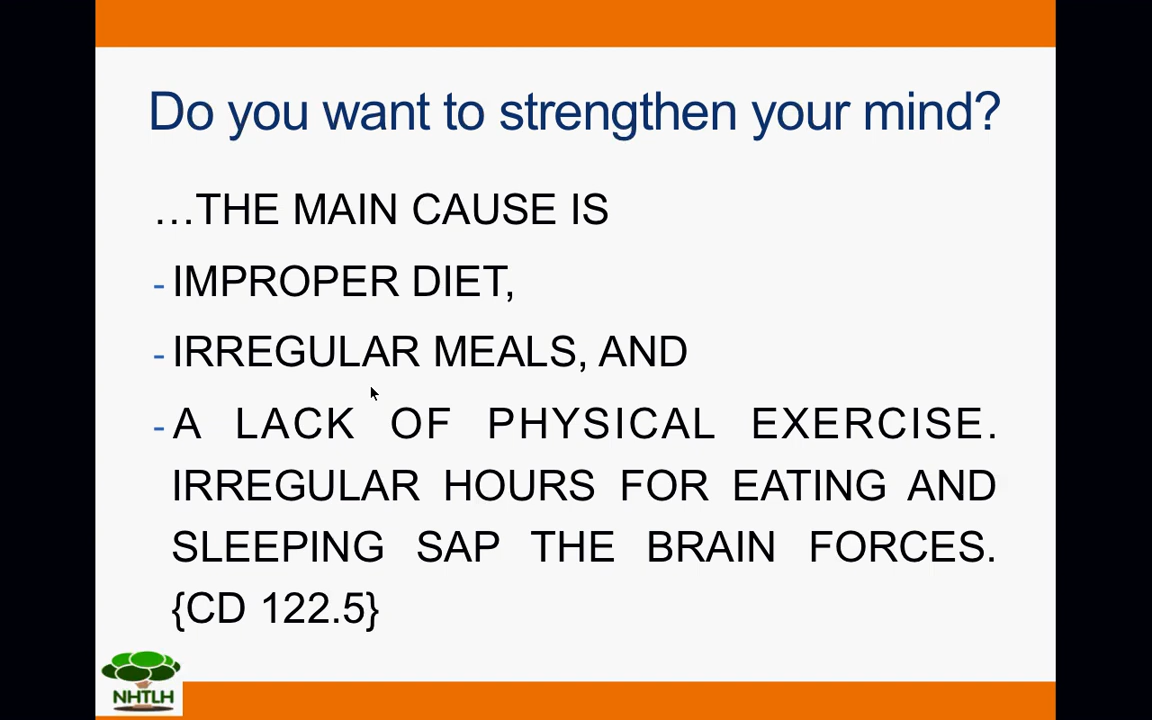 Do you want to strengthen your mind?
…THE MAIN CAUSE IS
- IMPROPER DIET,
- IRREGULAR MEALS, AND
- A LACK OF PHYSICAL EXERCISE.
IRREGULAR HOURS FOR EATING AND
SLEEPING SAP THE BRAIN FORCES.
{CD 122.5}
NHTLH